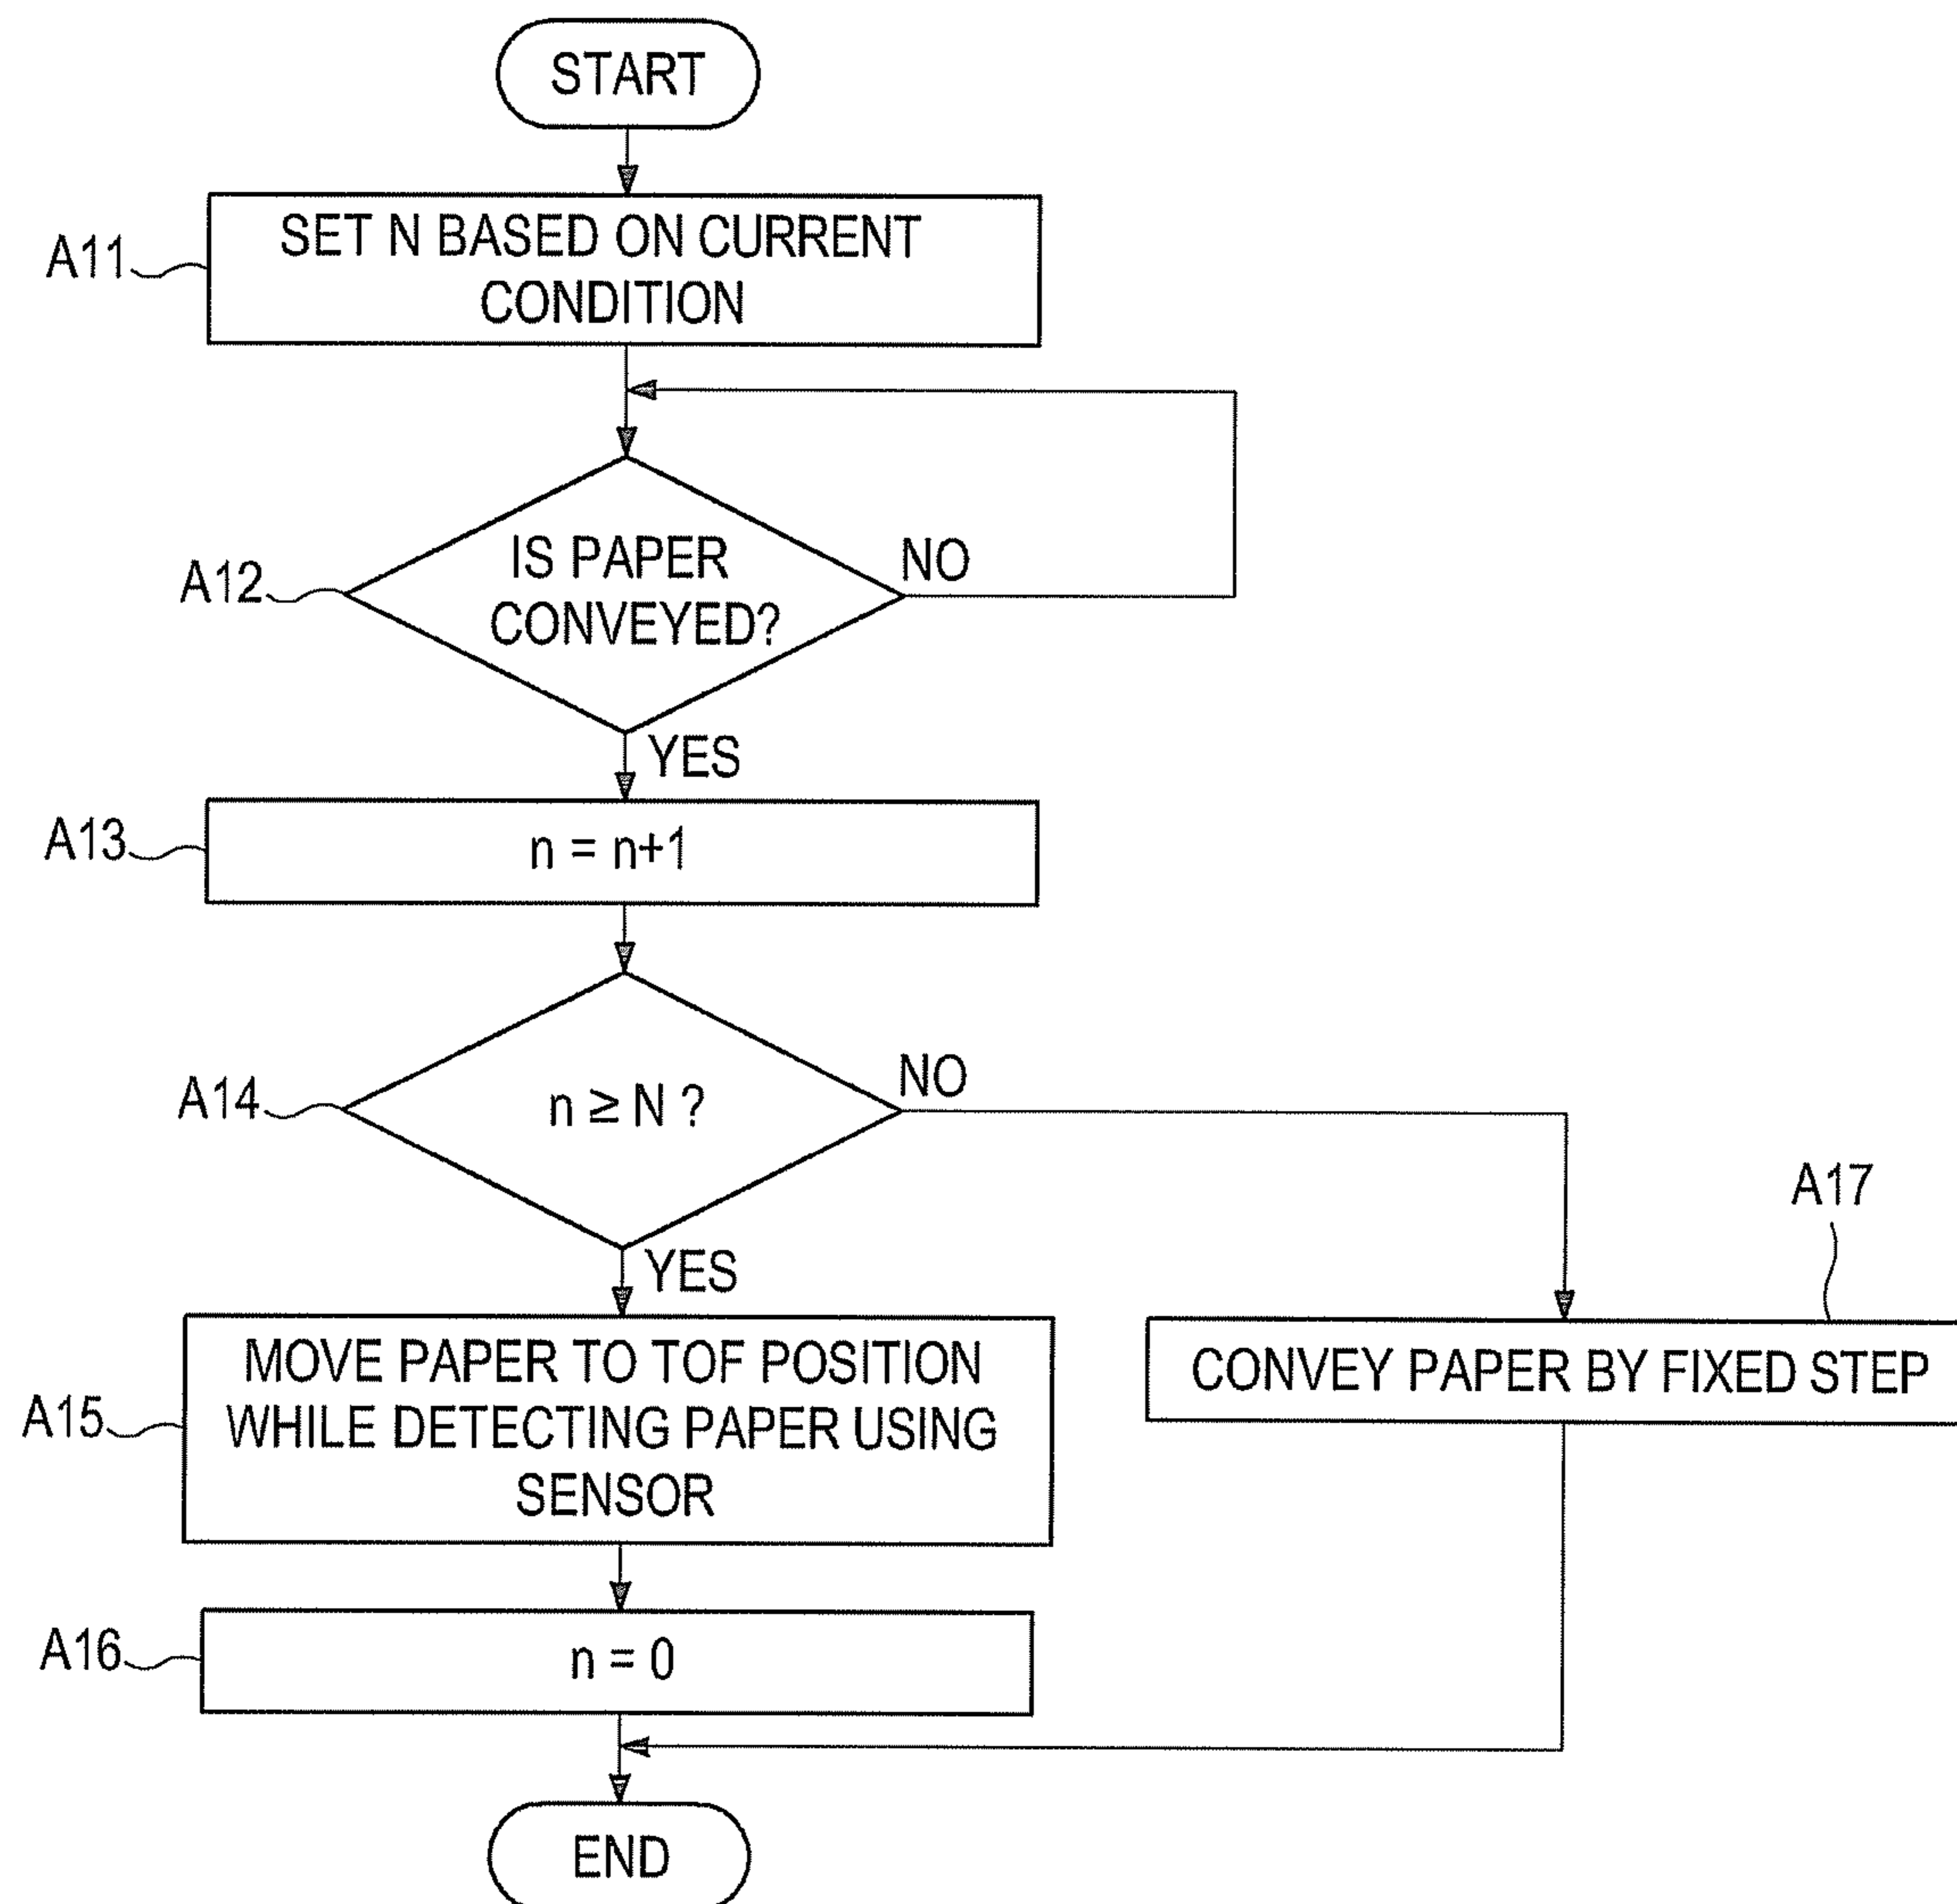 START
A11
SET N BASED ON CURRENT
CONDITION
A12
IS PAPER
CONVEYED?
NO
YES
A13
n = n+1
A14
n ≥ N ?
NO
YES
A17
A15
MOVE PAPER TO TOF POSITION
WHILE DETECTING PAPER USING
SENSOR
CONVEY PAPER BY FIXED STEP
A16
n = 0
END